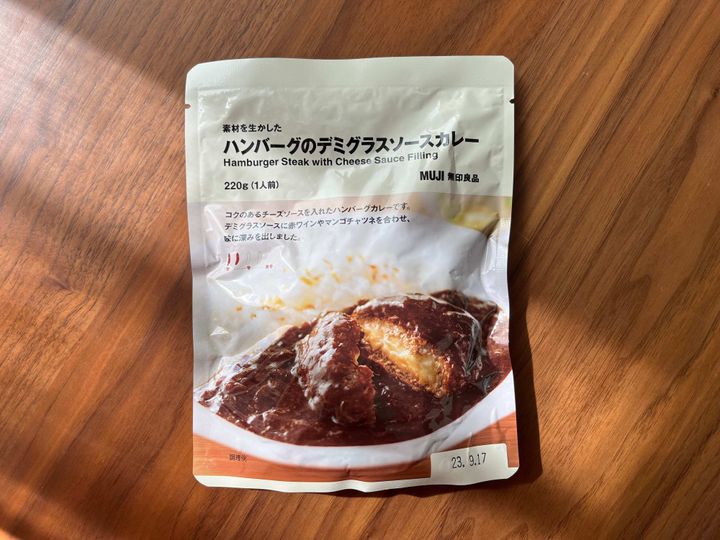 素材を生かした
ハンバーグのデミグラスソースカレー
Hamburger Steak with Cheese Sauce Filling
220g（1人前）
MUJI 無印良品
コクのあるチーズソースを入れたハンバーグカレーです。
デミグラスソースに赤ワインやマンゴチャツネを合わせ、
味に深みを出しました。
23. 9.17